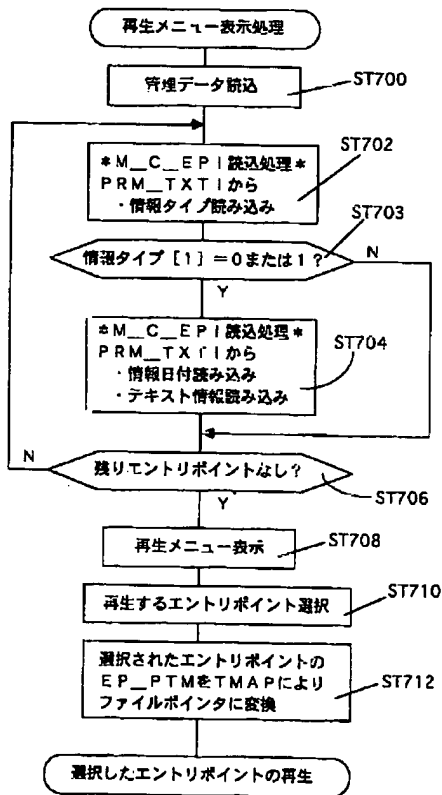 再生メニュー表示処理
管理データ読込
ST700
*M__C__EPI読込処理*
PRM__TXTIから
・情報タイプ読み込み
ST702
ST703
情報タイプ[1]=0または1?
N
Y
*M__C__EPI読込処理*
PRM__TXTIから
・情報日付読み込み
・テキスト情報読み込み
ST704
N
残りエントリポイントなし?
ST706
Y
再生メニュー表示
ST708
再生するエントリポイント選択
ST710
選択されたエントリポイントの
EP__PTMをTMAPにより
ファイルポインタに変換
ST712
選択したエントリポイントの再生